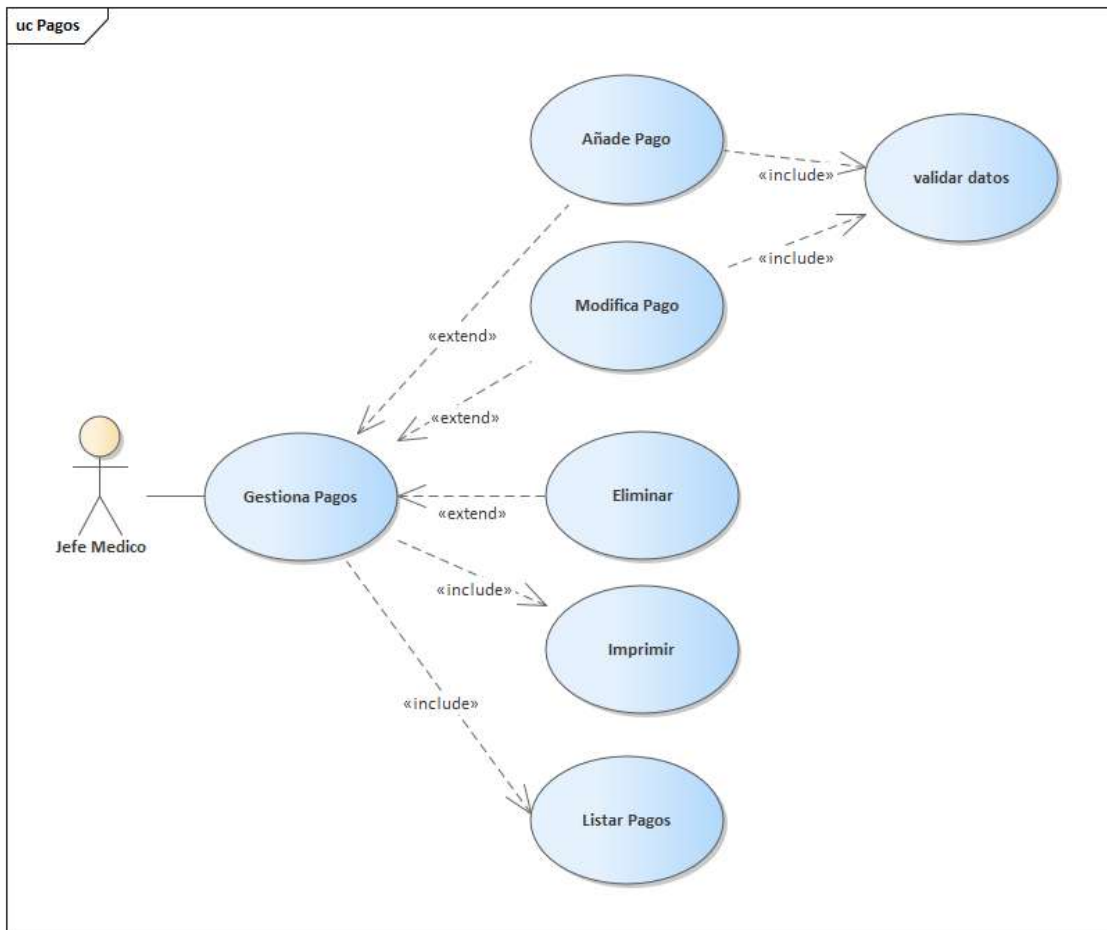 uc Pagos
Añade Pago
«include»
validar datos
Modifica Pago
«include»
«extend»
«extend»
Jefe Medico
Gestiona Pagos
Eliminar
«extend»
«include»
Imprimir
«include»
Listar Pagos